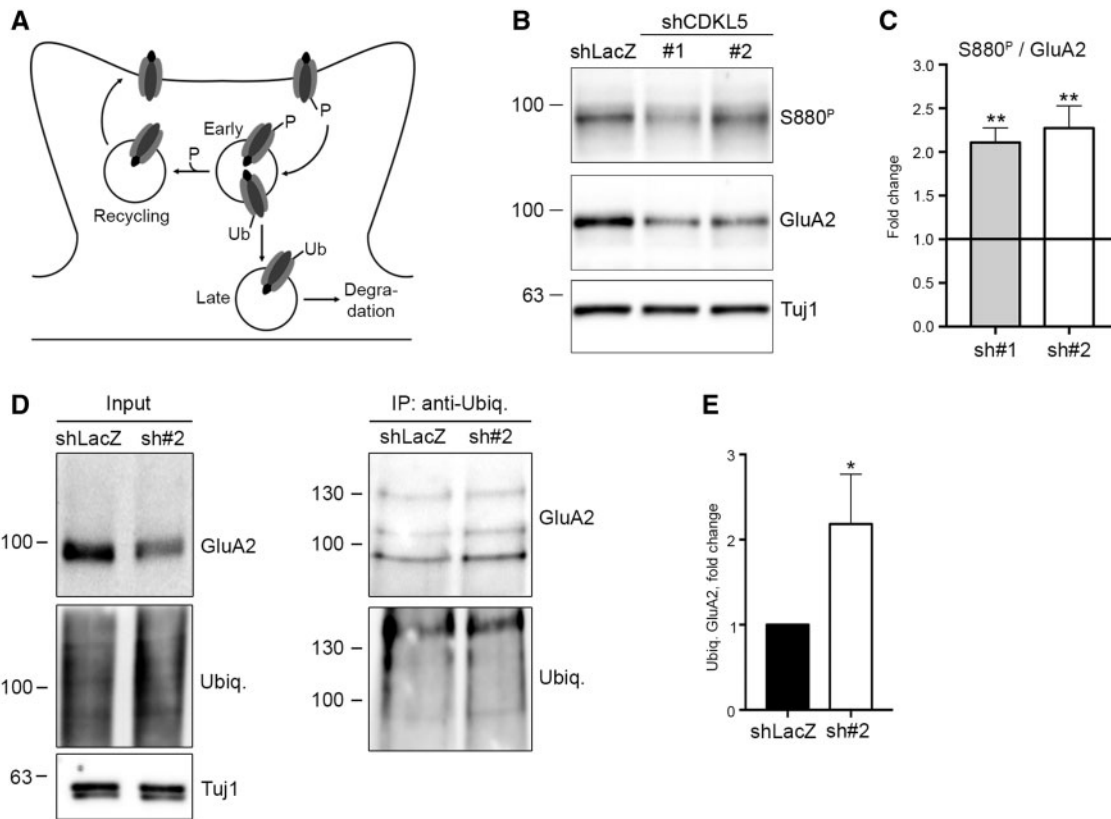 A
P
Early
P
P
Recycling
Ub
Ub
Late
Degra-
dation
B
shCDKL5
shLacZ #1 #2
100 – S880ᴾ
100 – GluA2
63 – Tuj1
C
S880ᴾ / GluA2
Fold change
3.0
2.5
2.0
1.5
1.0
0.5
0.0
** **
sh#1 sh#2
D
Input
shLacZ sh#2
100 – GluA2
100 – Ubiq.
63 – Tuj1
IP: anti-Ubiq.
shLacZ sh#2
130 –
GluA2
100 –
130 –
Ubiq.
100 –
E
Ubiq. GluA2, fold change
3
2
1
0
*
shLacZ sh#2